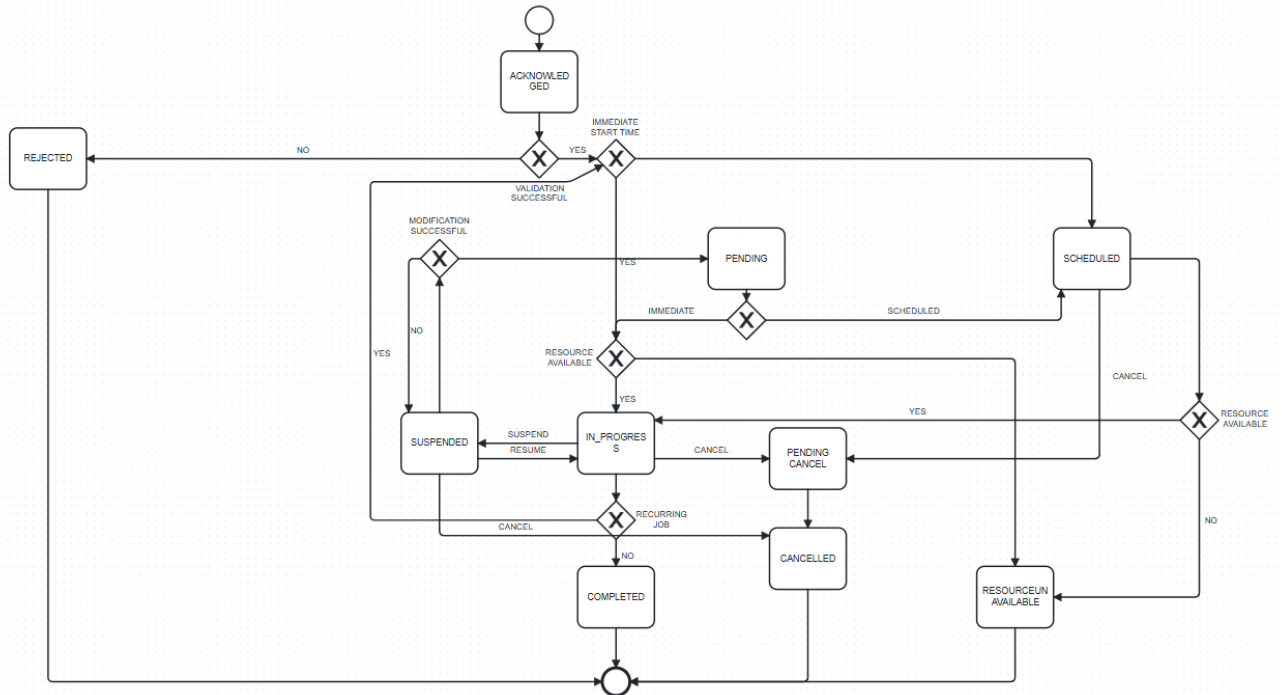 ACKNOWLED
GED
IMMEDIATE
START TIME
REJECTED
NO
X
YES
X
VALIDATION
SUCCESSFUL
MODIFICATION
SUCCESSFUL
X
PENDING
YES
SCHEDULED
IMMEDIATE
X
SCHEDULED
NO
YES
RESOURCE
AVAILABLE
X
CANCEL
YES
YES
X
RESOURCE
AVAILABLE
SUSPENDED
SUSPEND
RESUME
IN_PROGRES
S
CANCEL
PENDING
CANCEL
X
RECURRING
JOB
CANCEL
NO
NO
CANCELLED
COMPLETED
RESOURCEUN
AVAILABLE